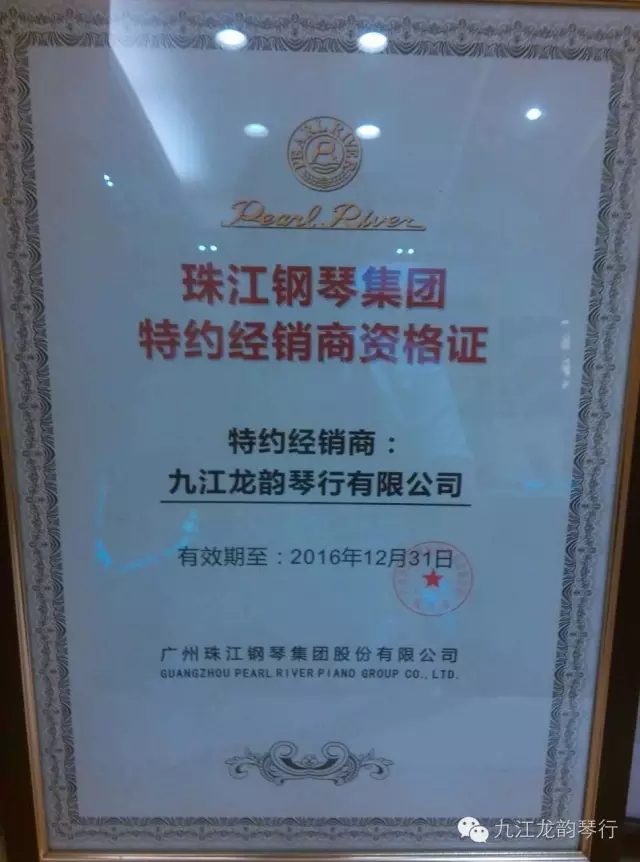 PEARL RIVER
Pearl River
珠江钢琴集团
特约经销商资格证
特约经销商：
九江龙韵琴行有限公司
有效期至：2016年12月31日
广州珠江钢琴集团股份有限公司
GUANGZHOU PEARL RIVER PIANO GROUP CO., LTD.
九江龙韵琴行